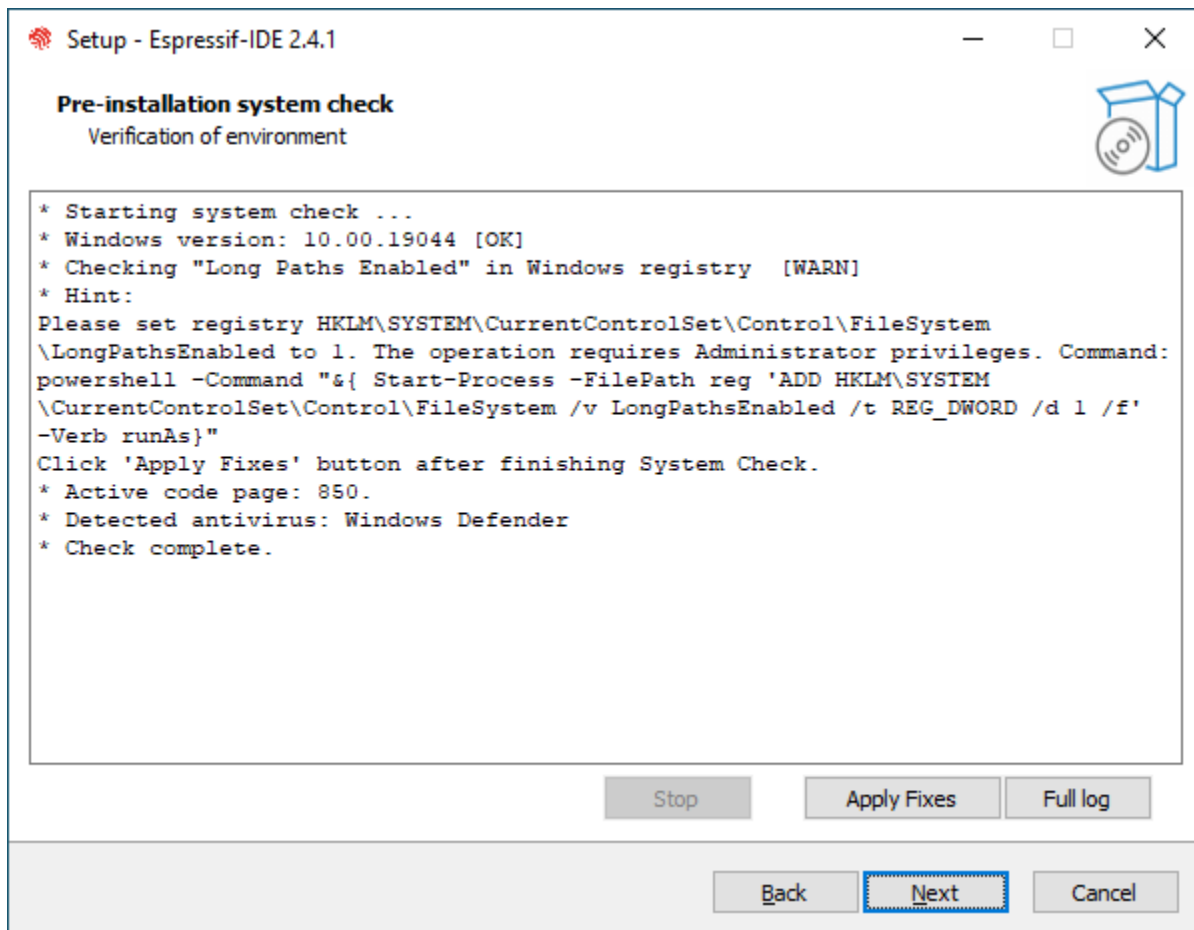 Setup - Espressif-IDE 2.4.1
Pre-installation system check
Verification of environment
* Starting system check ...
* Windows version: 10.00.19044 [OK]
* Checking "Long Paths Enabled" in Windows registry  [WARN]
* Hint:
Please set registry HKLM\SYSTEM\CurrentControlSet\Control\FileSystem
\LongPathsEnabled to 1. The operation requires Administrator privileges. Command:
powershell -Command "&{ Start-Process -FilePath reg 'ADD HKLM\SYSTEM
\CurrentControlSet\Control\FileSystem /v LongPathsEnabled /t REG_DWORD /d 1 /f'
-Verb runAs}"
Click 'Apply Fixes' button after finishing System Check.
* Active code page: 850.
* Detected antivirus: Windows Defender
* Check complete.
Stop Apply Fixes Full log
Back Next Cancel